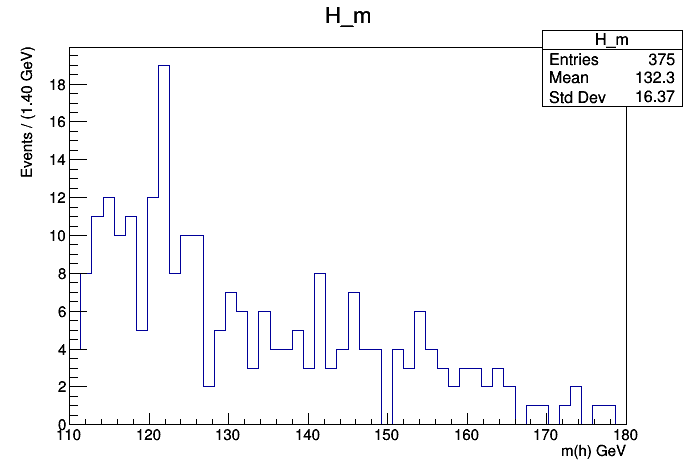 H_m
H_m
Entries 375
Mean 132.3
Std Dev 16.37
Events / (1.40 GeV)
18
16
14
12
10
8
6
4
2
0
110 120 130 140 150 160 170 180
m(h) GeV